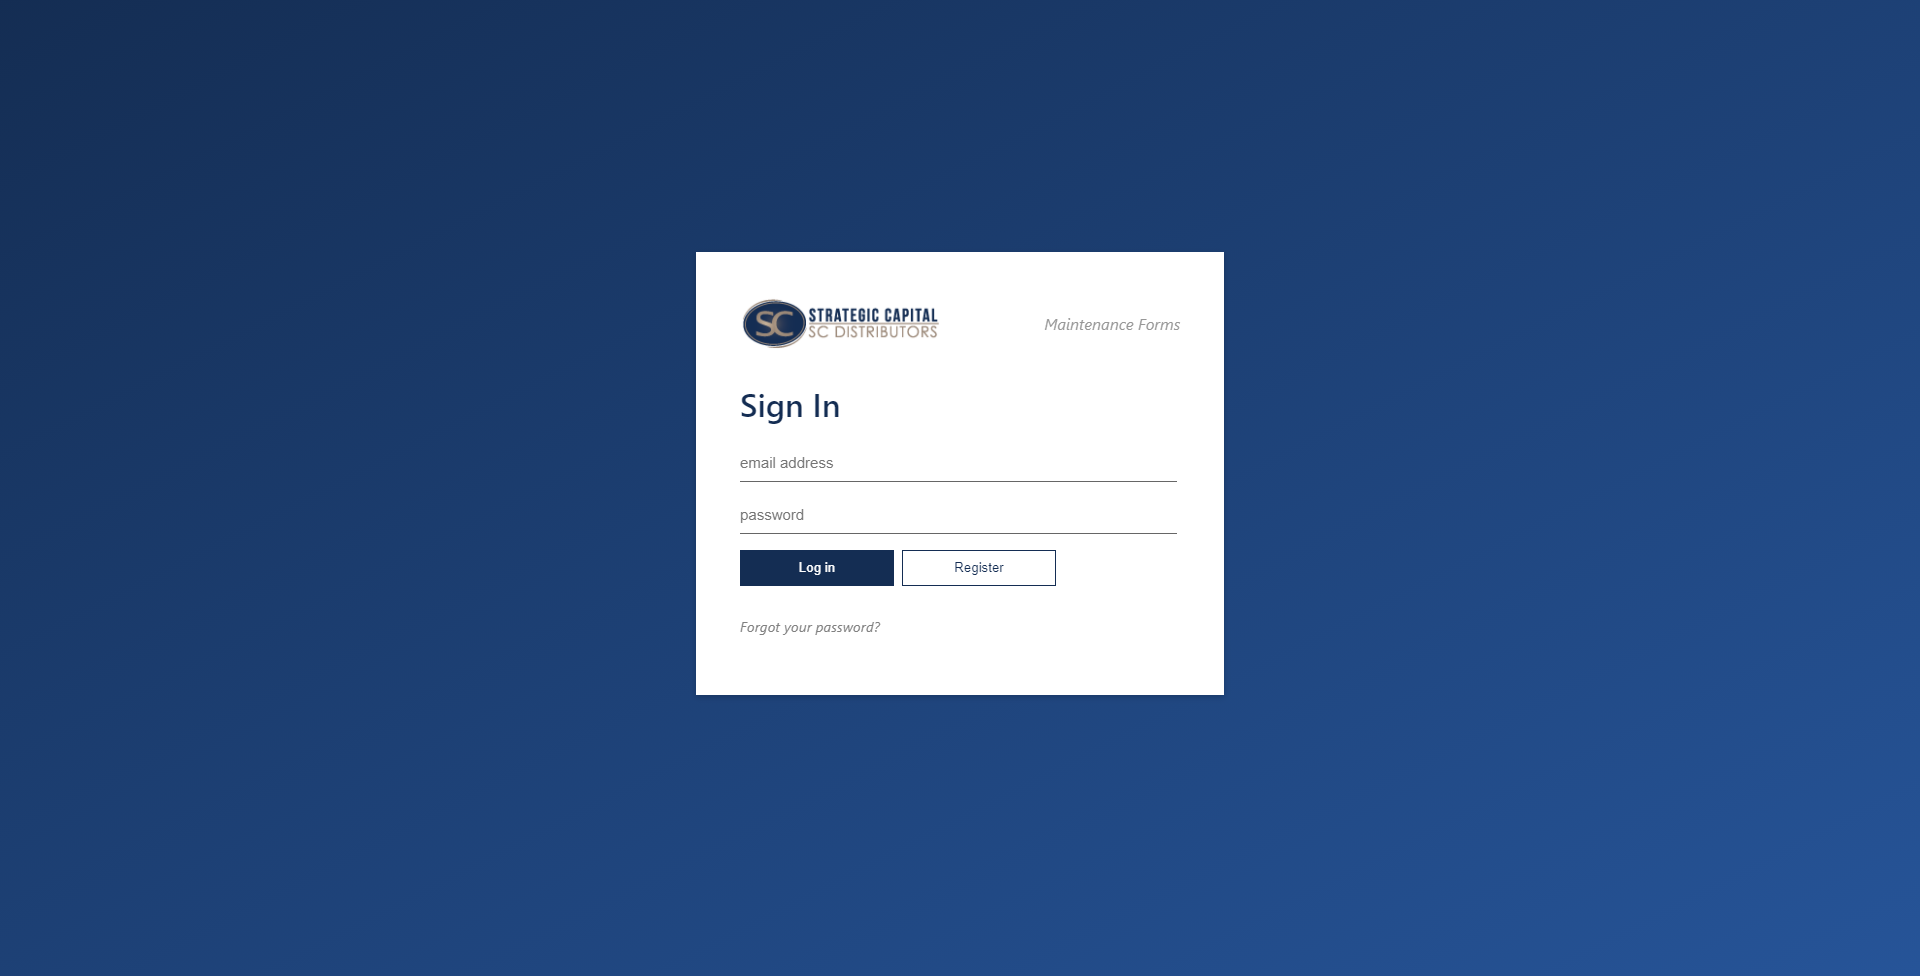 SC STRATEGIC CAPITAL
SC DISTRIBUTORS
Maintenance Forms
Sign In
email address
password
Log in Register
Forgot your password?